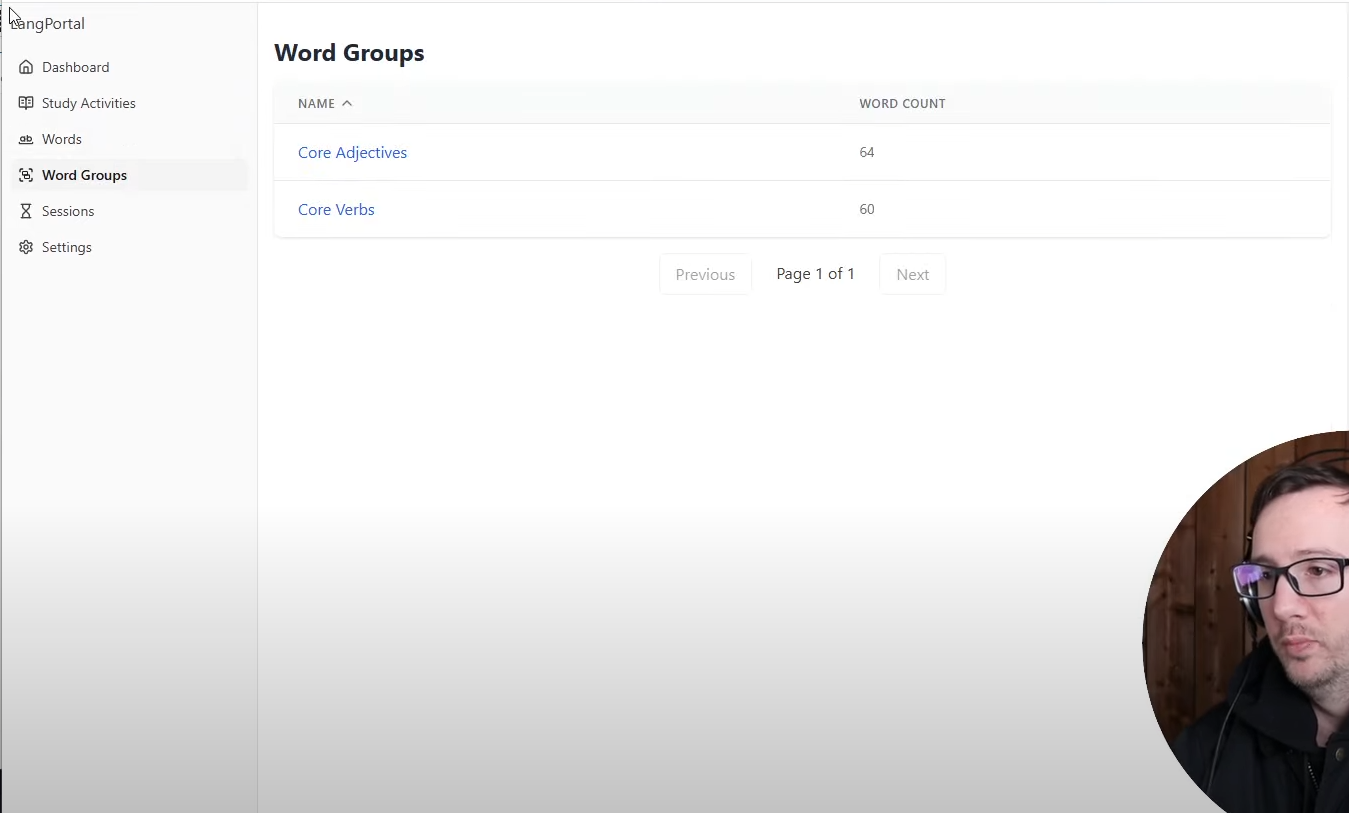 LangPortal
Dashboard
Study Activities
Words
Word Groups
Sessions
Settings
Word Groups
NAME WORD COUNT
Core Adjectives 64
Core Verbs 60
Previous Page 1 of 1 Next